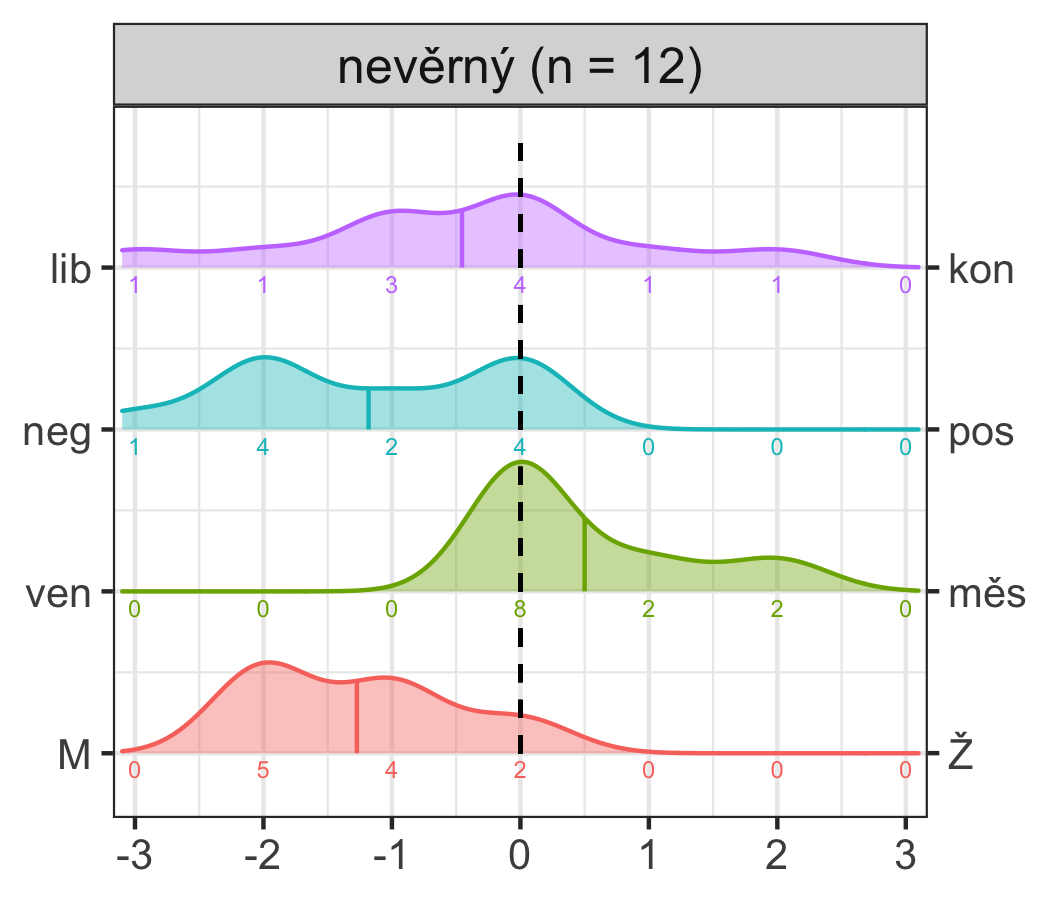 nevěrný (n = 12)
lib kon
1 1 3 4 1 1 0
neg pos
1 4 2 4 0 0 0
ven měs
0 0 0 8 2 2 0
M Ž
0 5 4 2 0 0 0
-3 -2 -1 0 1 2 3